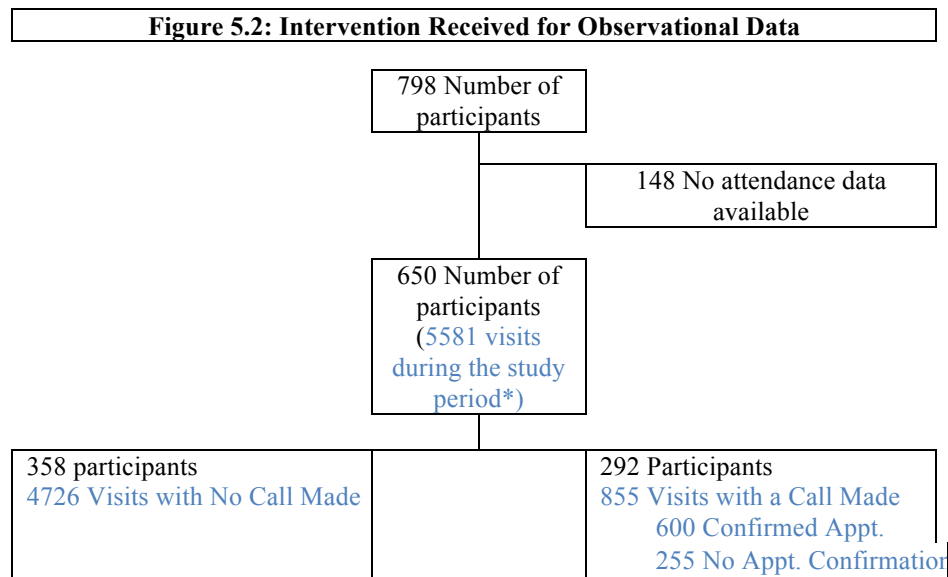 Figure 5.2: Intervention Received for Observational Data
798 Number of
participants
148 No attendance data
available
650 Number of
participants
(5581 visits
during the study
period*)
358 participants
4726 Visits with No Call Made
292 Participants
855 Visits with a Call Made
600 Confirmed Appt.
255 No Appt. Confirmation